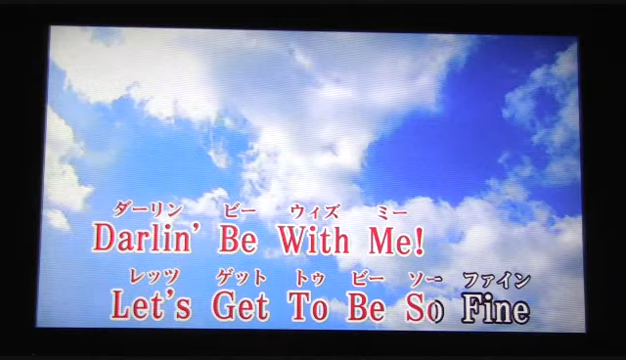 ダーリン ビー ウィズ ミー
Darlin' Be With Me!
レッツ ゲット トゥ ビー ソー ファイン
Let's Get To Be So Fine